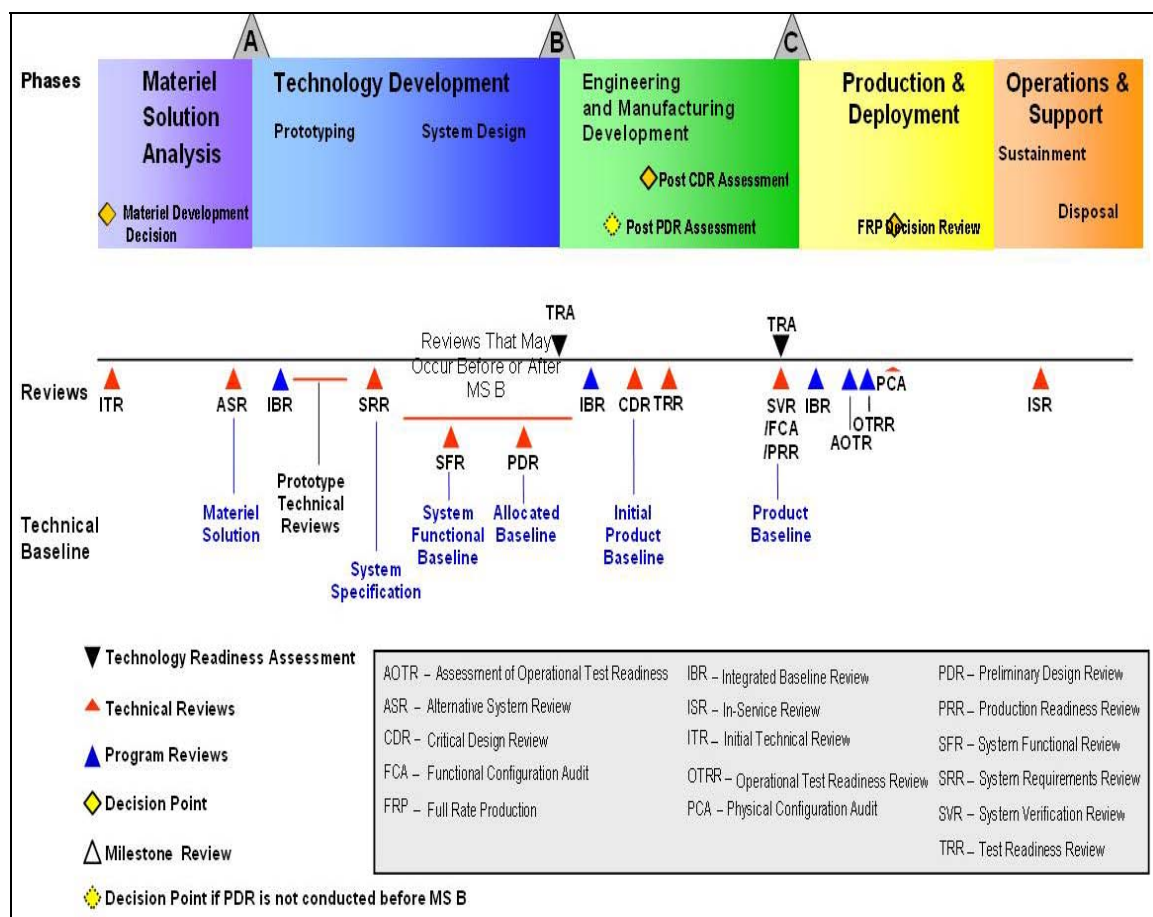 A
B
C
Phases
Materiel
Solution
Analysis
Materiel Development
Decision
Technology Development
Prototyping
System Design
Engineering
and Manufacturing
Development
Post CDR Assessment
Post PDR Assessment
Production &
Deployment
FRP Decision Review
Operations &
Support
Sustainment
Disposal
TRA
TRA
Reviews That May
Occur Before or After
MS B
Reviews
ITR
ASR
IBR
SRR
SFR
PDR
IBR
CDR
TRR
SVR
/FCA
/PRR
IBR
AOTR
OTRR
PCA
ISR
Prototype
Technical
Reviews
Technical
Baseline
Materiel
Solution
System
Specification
System
Functional
Baseline
Allocated
Baseline
Initial
Product
Baseline
Product
Baseline
Technology Readiness Assessment
Technical Reviews
Program Reviews
Decision Point
Milestone Review
Decision Point if PDR is not conducted before MS B
AOTR – Assessment of Operational Test Readiness
ASR – Alternative System Review
CDR – Critical Design Review
FCA – Functional Configuration Audit
FRP – Full Rate Production
IBR – Integrated Baseline Review
ISR – In-Service Review
ITR – Initial Technical Review
OTRR – Operational Test Readiness Review
PCA – Physical Configuration Audit
PDR – Preliminary Design Review
PRR – Production Readiness Review
SFR – System Functional Review
SRR – System Requirements Review
SVR – System Verification Review
TRR – Test Readiness Review